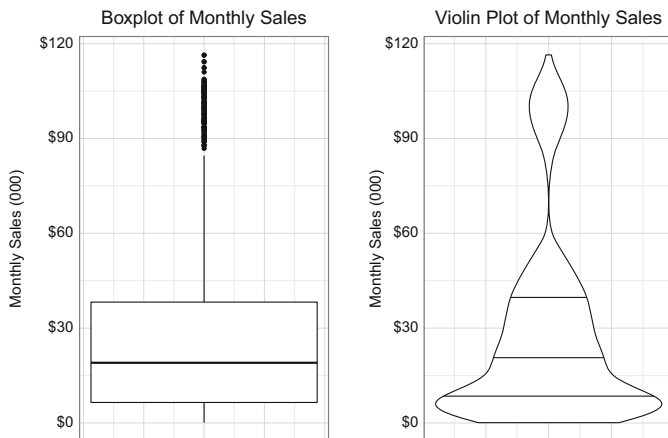 Boxplot of Monthly Sales
Monthly Sales (000)
$120
$90
$60
$30
$0
Violin Plot of Monthly Sales
Monthly Sales (000)
$120
$90
$60
$30
$0